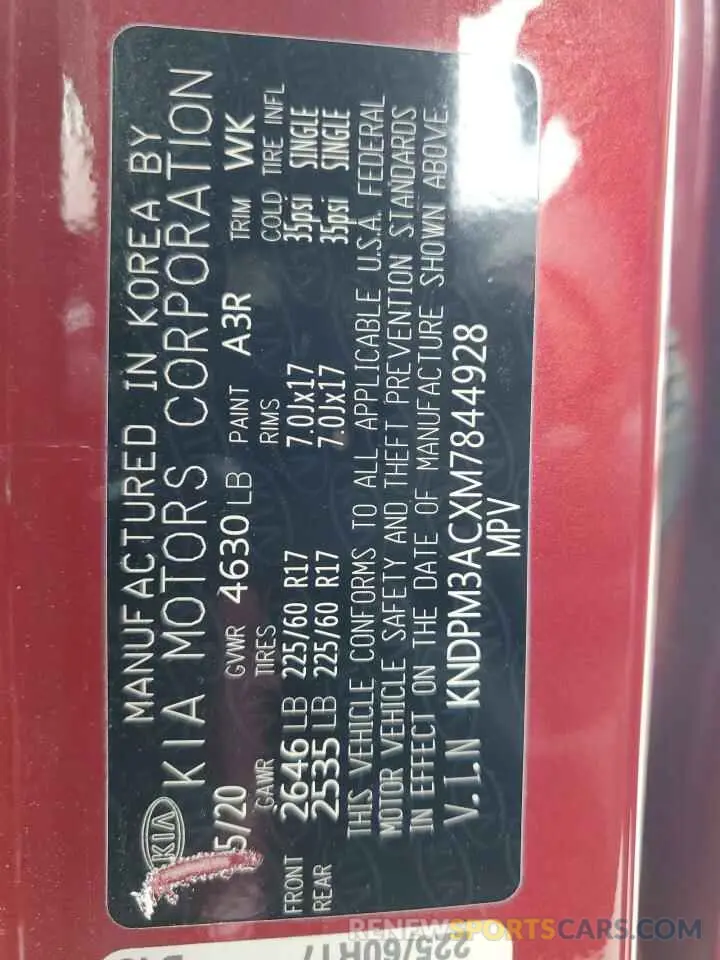 MANUFACTURED IN KOREA BY
KIA KIA MOTORS CORPORATION
5/20 GVWR 4630 LB PAINT A3R TRIM WK
GAWR TIRES RIMS COLD TIRE INFL
FRONT 2646 LB 225/60 R17 7.0Jx17 35psi SINGLE
REAR 2535 LB 225/60 R17 7.0Jx17 35psi SINGLE
THIS VEHICLE CONFORMS TO ALL APPLICABLE U.S.A. FEDERAL
MOTOR VEHICLE SAFETY AND THEFT PREVENTION STANDARDS
IN EFFECT ON THE DATE OF MANUFACTURE SHOWN ABOVE.
V.I.N KNDPM3ACXM7844928
MPV
225/60R17
RENEWSPORTSCARS.COM